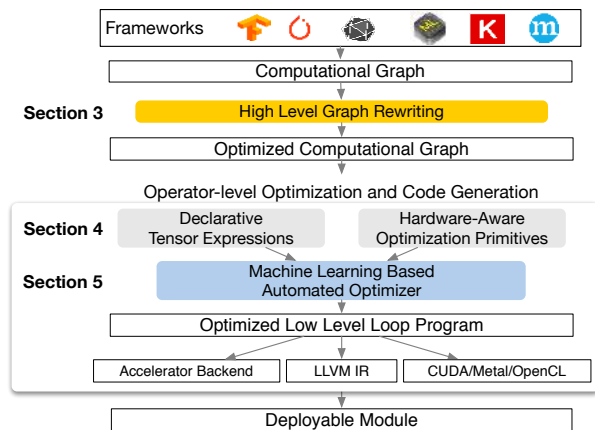 Frameworks
ML
K
m
Computational Graph
Section 3
High Level Graph Rewriting
Optimized Computational Graph
Operator-level Optimization and Code Generation
Section 4
Declarative
Tensor Expressions
Hardware-Aware
Optimization Primitives
Section 5
Machine Learning Based
Automated Optimizer
Optimized Low Level Loop Program
Accelerator Backend
LLVM IR
CUDA/Metal/OpenCL
Deployable Module